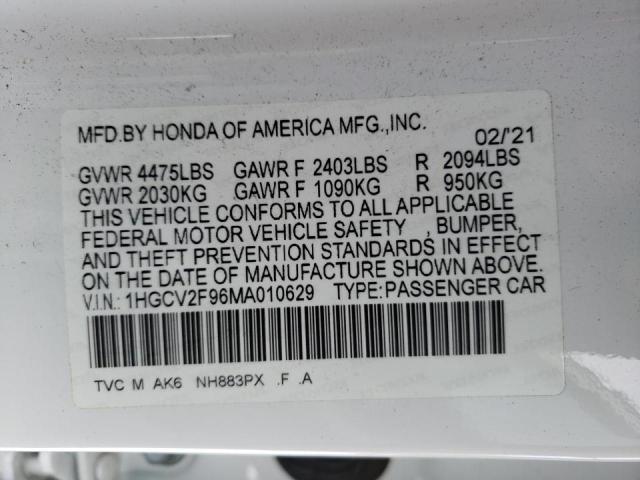 MFD.BY HONDA OF AMERICA MFG.,INC. 02/'21
GVWR 4475LBS GAWR F 2403LBS R 2094LBS
GVWR 2030KG GAWR F 1090KG R 950KG
THIS VEHICLE CONFORMS TO ALL APPLICABLE
FEDERAL MOTOR VEHICLE SAFETY , BUMPER,
AND THEFT PREVENTION STANDARDS IN EFFECT
ON THE DATE OF MANUFACTURE SHOWN ABOVE.
V.I.N.: 1HGCV2F96MA010629 TYPE:PASSENGER CAR
TVC M AK6 NH883PX .F .A